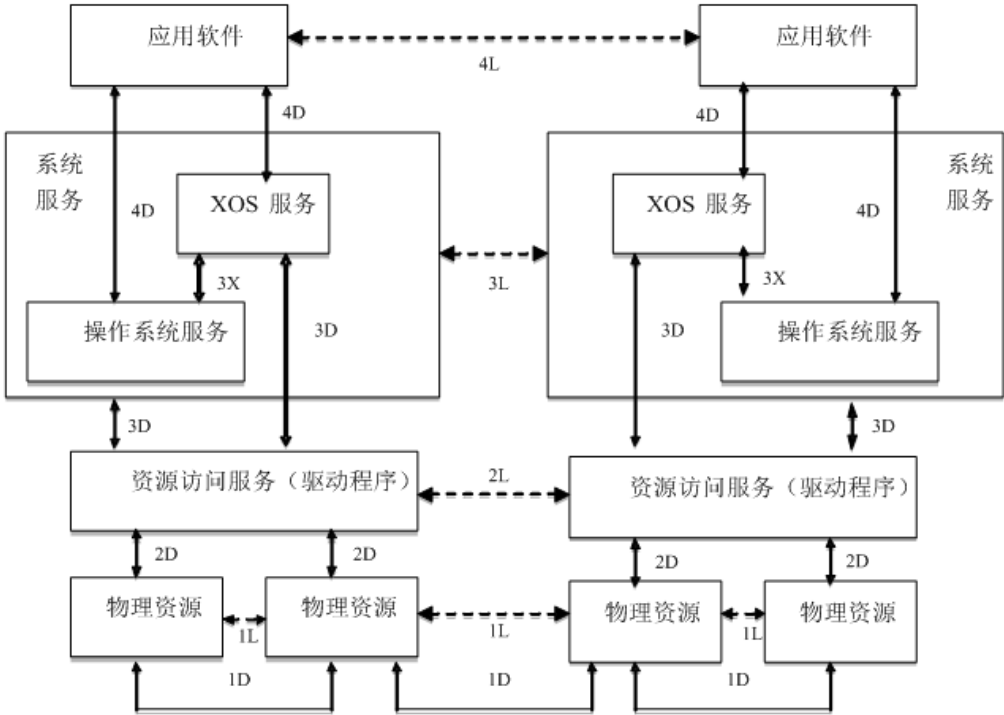 应用软件
应用软件
4L
4D
4D
系统
服务
系统
服务
XOS 服务
XOS 服务
4D
4D
3X
3L
3X
操作系统服务
3D
3D
操作系统服务
3D
3D
资源访问服务（驱动程序）
2L
资源访问服务（驱动程序）
2D
2D
2D
2D
物理资源
物理资源
物理资源
物理资源
1L
1L
1L
1D
1D
1D